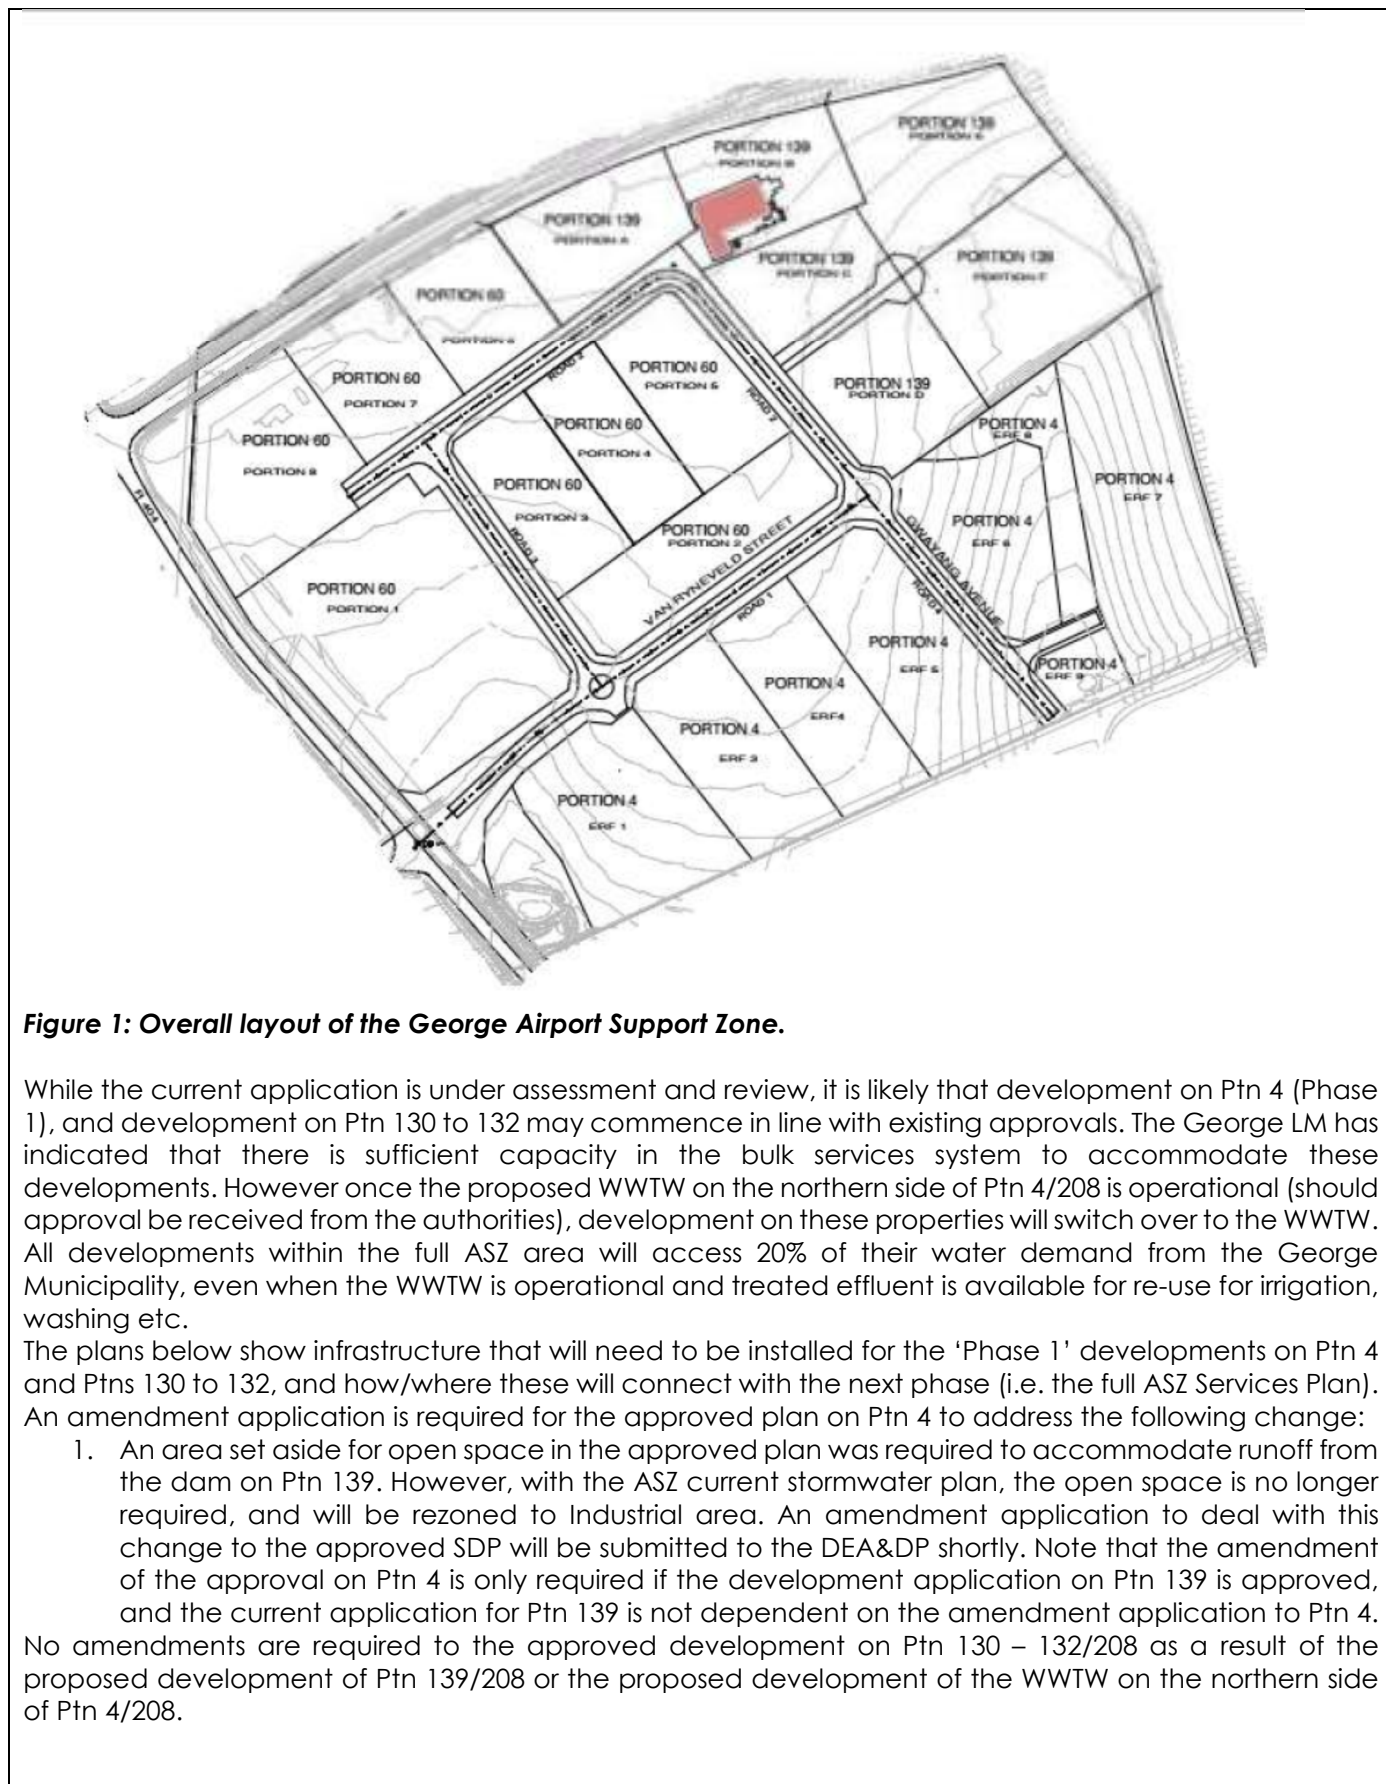 PORTION 139
PORTION 139
PORTION B
PORTION 139
PORTION A
PORTION 139
PORTION C
PORTION 139
PORTION F
PORTION 60
PORTION 6
PORTION 60
PORTION 7
PORTION 60
PORTION 5
PORTION 139
PORTION D
ROAD 2
ROAD 2
PORTION 60
PORTION 8
PORTION 60
PORTION 4
PORTION 4
ERF 8
PORTION 60
PORTION 3
PORTION 4
ERF 7
PORTION 60
PORTION 2
PORTION 4
ERF 6
VAN RYNEVELD STREET
GWAYANG AVENUE
PORTION 60
PORTION 1
ROAD 1
PORTION 4
ERF 5
PORTION 4
ERF 9
PORTION 4
ERF4
PORTION 4
ERF 3
PORTION 4
ERF 1
Figure 1: Overall layout of the George Airport Support Zone.
While the current application is under assessment and review, it is likely that development on Ptn 4 (Phase
1), and development on Ptn 130 to 132 may commence in line with existing approvals. The George LM has
indicated that there is sufficient capacity in the bulk services system to accommodate these
developments. However once the proposed WWTW on the northern side of Ptn 4/208 is operational (should
approval be received from the authorities), development on these properties will switch over to the WWTW.
All developments within the full ASZ area will access 20% of their water demand from the George
Municipality, even when the WWTW is operational and treated effluent is available for re-use for irrigation,
washing etc.
The plans below show infrastructure that will need to be installed for the ‘Phase 1’ developments on Ptn 4
and Ptns 130 to 132, and how/where these will connect with the next phase (i.e. the full ASZ Services Plan).
An amendment application is required for the approved plan on Ptn 4 to address the following change:
1. An area set aside for open space in the approved plan was required to accommodate runoff from
the dam on Ptn 139. However, with the ASZ current stormwater plan, the open space is no longer
required, and will be rezoned to Industrial area. An amendment application to deal with this
change to the approved SDP will be submitted to the DEA&DP shortly. Note that the amendment
of the approval on Ptn 4 is only required if the development application on Ptn 139 is approved,
and the current application for Ptn 139 is not dependent on the amendment application to Ptn 4.
No amendments are required to the approved development on Ptn 130 – 132/208 as a result of the
proposed development of Ptn 139/208 or the proposed development of the WWTW on the northern side
of Ptn 4/208.